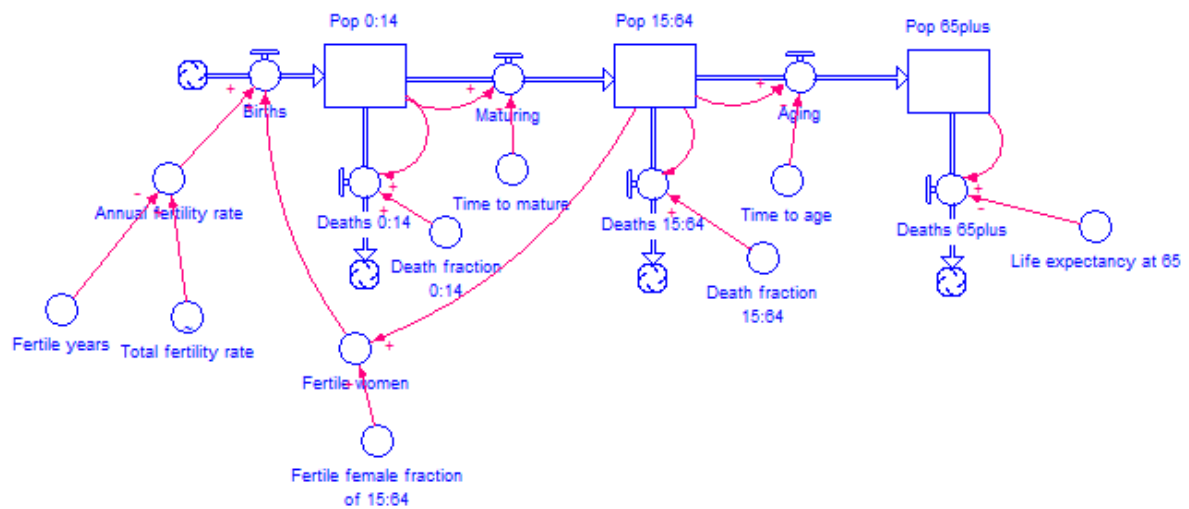 Pop 0:14
Pop 15:64
Pop 65plus
+
Births
+
Maturing
+
Aging
-
Annual fertility rate
+
Deaths 0:14
+
Time to mature
+
Deaths 15:64
+
Time to age
+
-
Deaths 65plus
Death fraction
0:14
Death fraction
15:64
Life expectancy at 65
Fertile years
~
Total fertility rate
+
Fertile women
Fertile female fraction
of 15:64